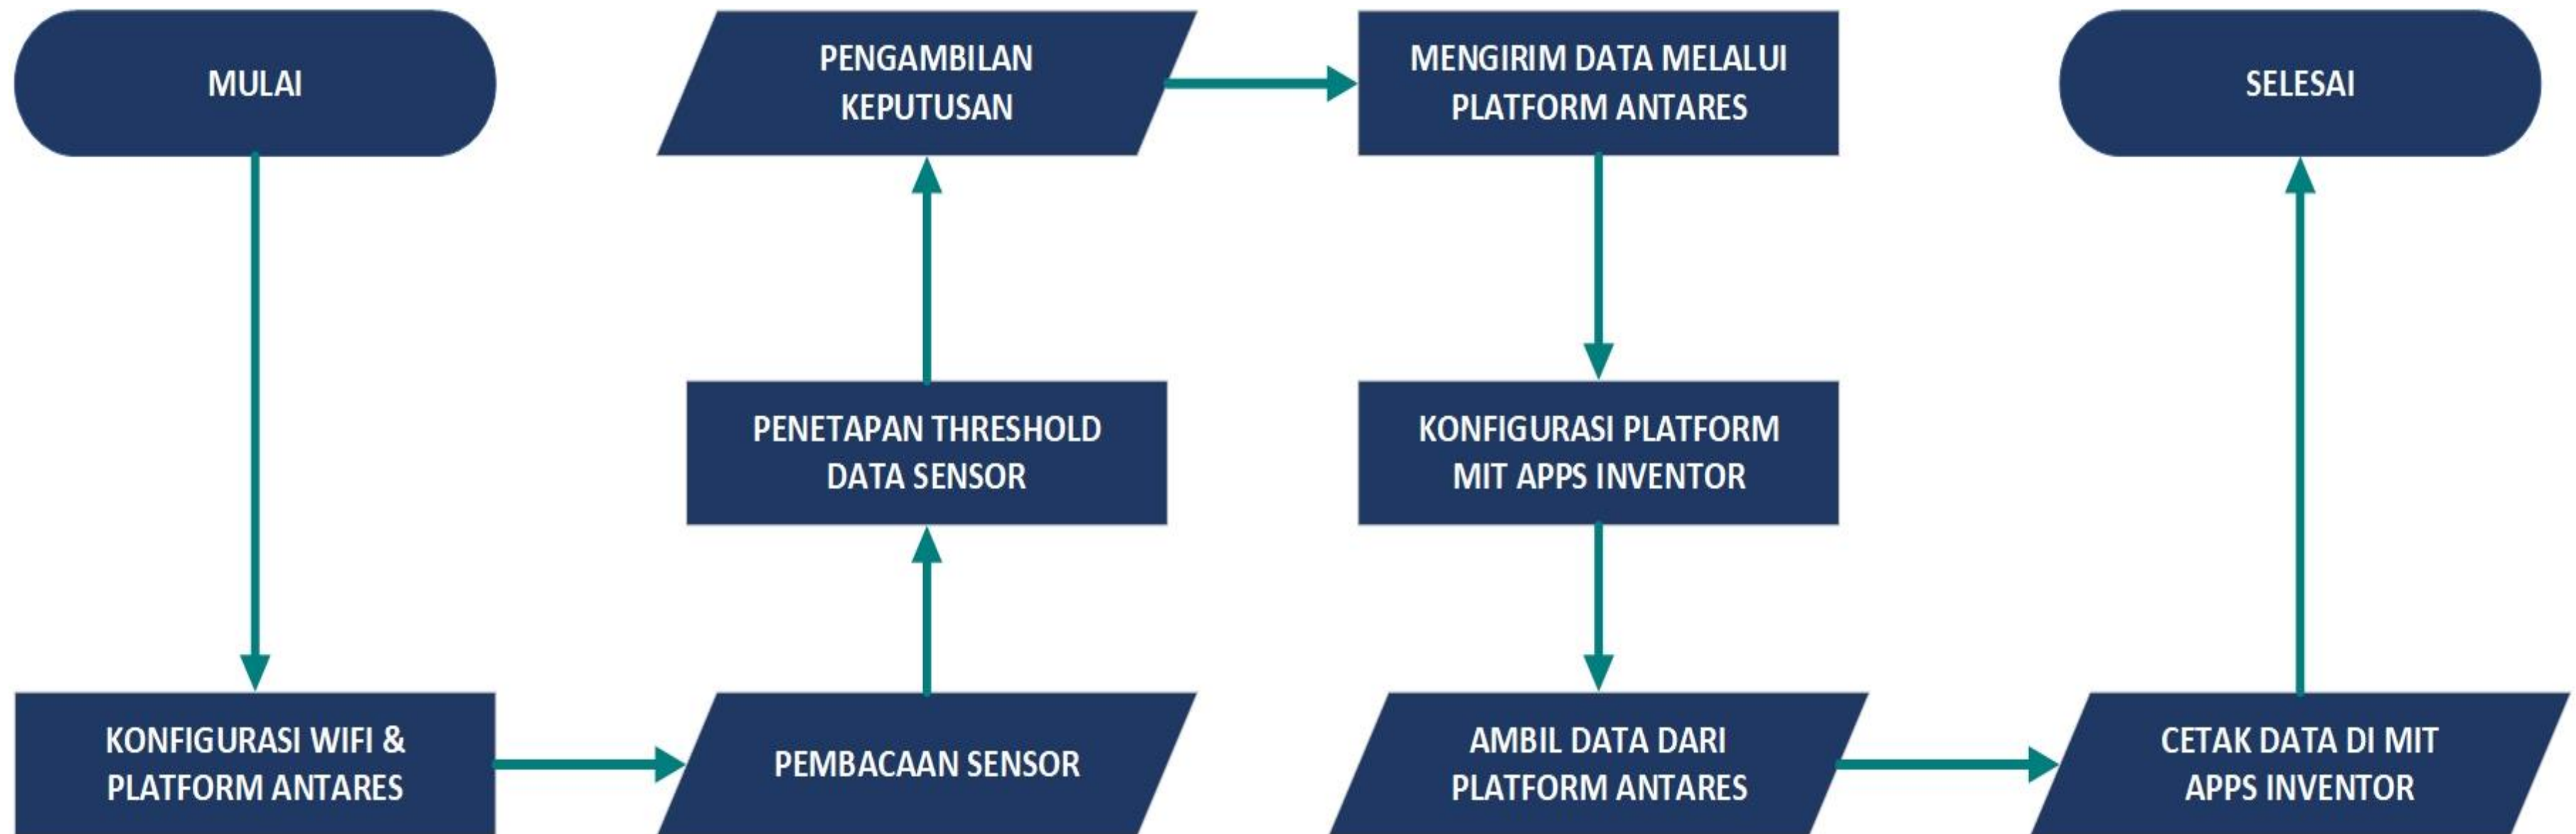 MULAI
KONFIGURASI WIFI &
PLATFORM ANTARES
PEMBACAAN SENSOR
PENETAPAN THRESHOLD
DATA SENSOR
PENGAMBILAN
KEPUTUSAN
MENGIRIM DATA MELALUI
PLATFORM ANTARES
KONFIGURASI PLATFORM
MIT APPS INVENTOR
AMBIL DATA DARI
PLATFORM ANTARES
CETAK DATA DI MIT
APPS INVENTOR
SELESAI